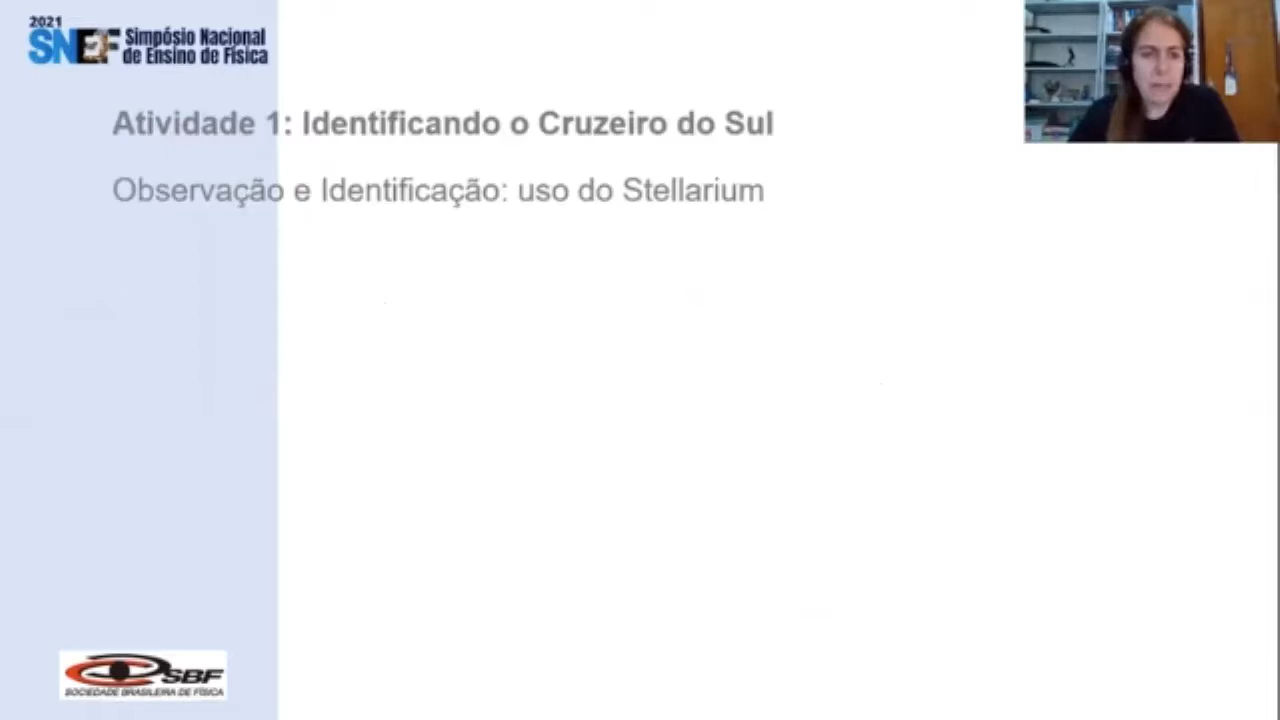 2021
SNEF Simpósio Nacional
de Ensino de Física
Atividade 1: Identificando o Cruzeiro do Sul
Observação e Identificação: uso do Stellarium
SBF
SOCIEDADE BRASILEIRA DE FÍSICA